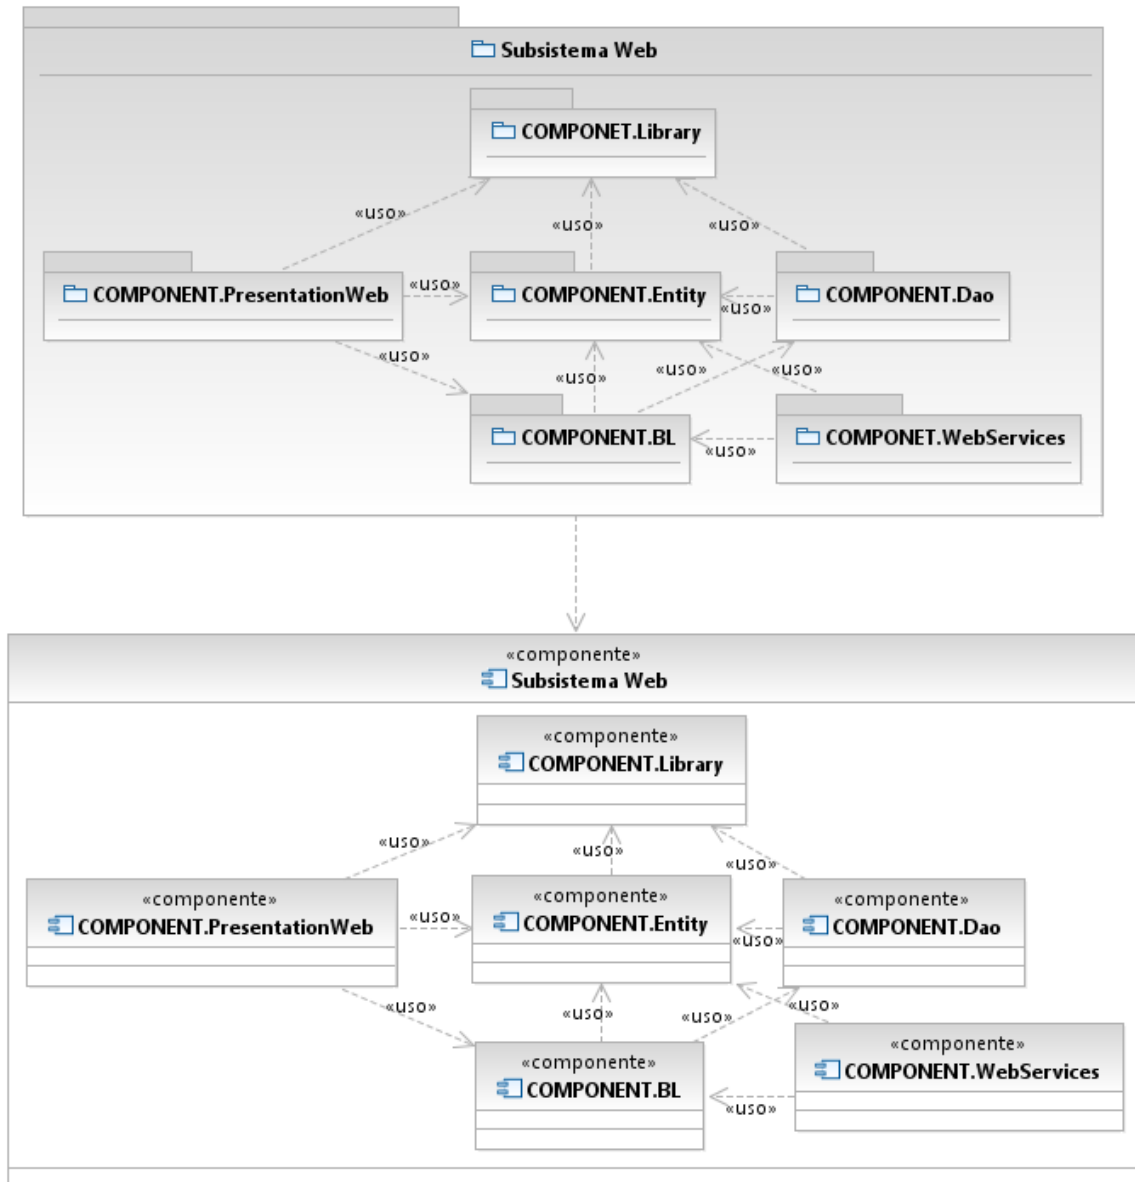 Subsistema Web
COMPONET.Library
«uso»
«uso»
«uso»
COMPONENT.PresentationWeb
«uso»
COMPONENT.Entity
«uso»
COMPONENT.Dao
«uso»
«uso»
«uso»
«uso»
COMPONENT.BL
«uso»
COMPONET.WebServices
«componente»
Subsistema Web
«componente»
COMPONENT.Library
«uso»
«uso»
«uso»
«componente»
COMPONENT.PresentationWeb
«uso»
«componente»
COMPONENT.Entity
«uso»
«componente»
COMPONENT.Dao
«uso»
«uso»
«uso»
«uso»
«componente»
COMPONENT.BL
«uso»
«componente»
COMPONENT.WebServices